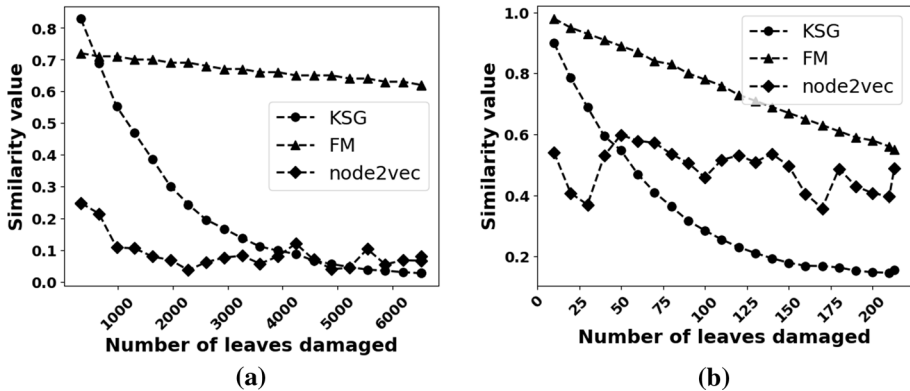 0.8
0.7
0.6
0.5
0.4
0.3
0.2
0.1
0.0
Similarity value
KSG
FM
node2vec
1000
2000
3000
4000
5000
6000
Number of leaves damaged
(a)
1.0
0.8
0.6
0.4
0.2
Similarity value
KSG
FM
node2vec
0
25
50
75
100
125
150
175
200
Number of leaves damaged
(b)